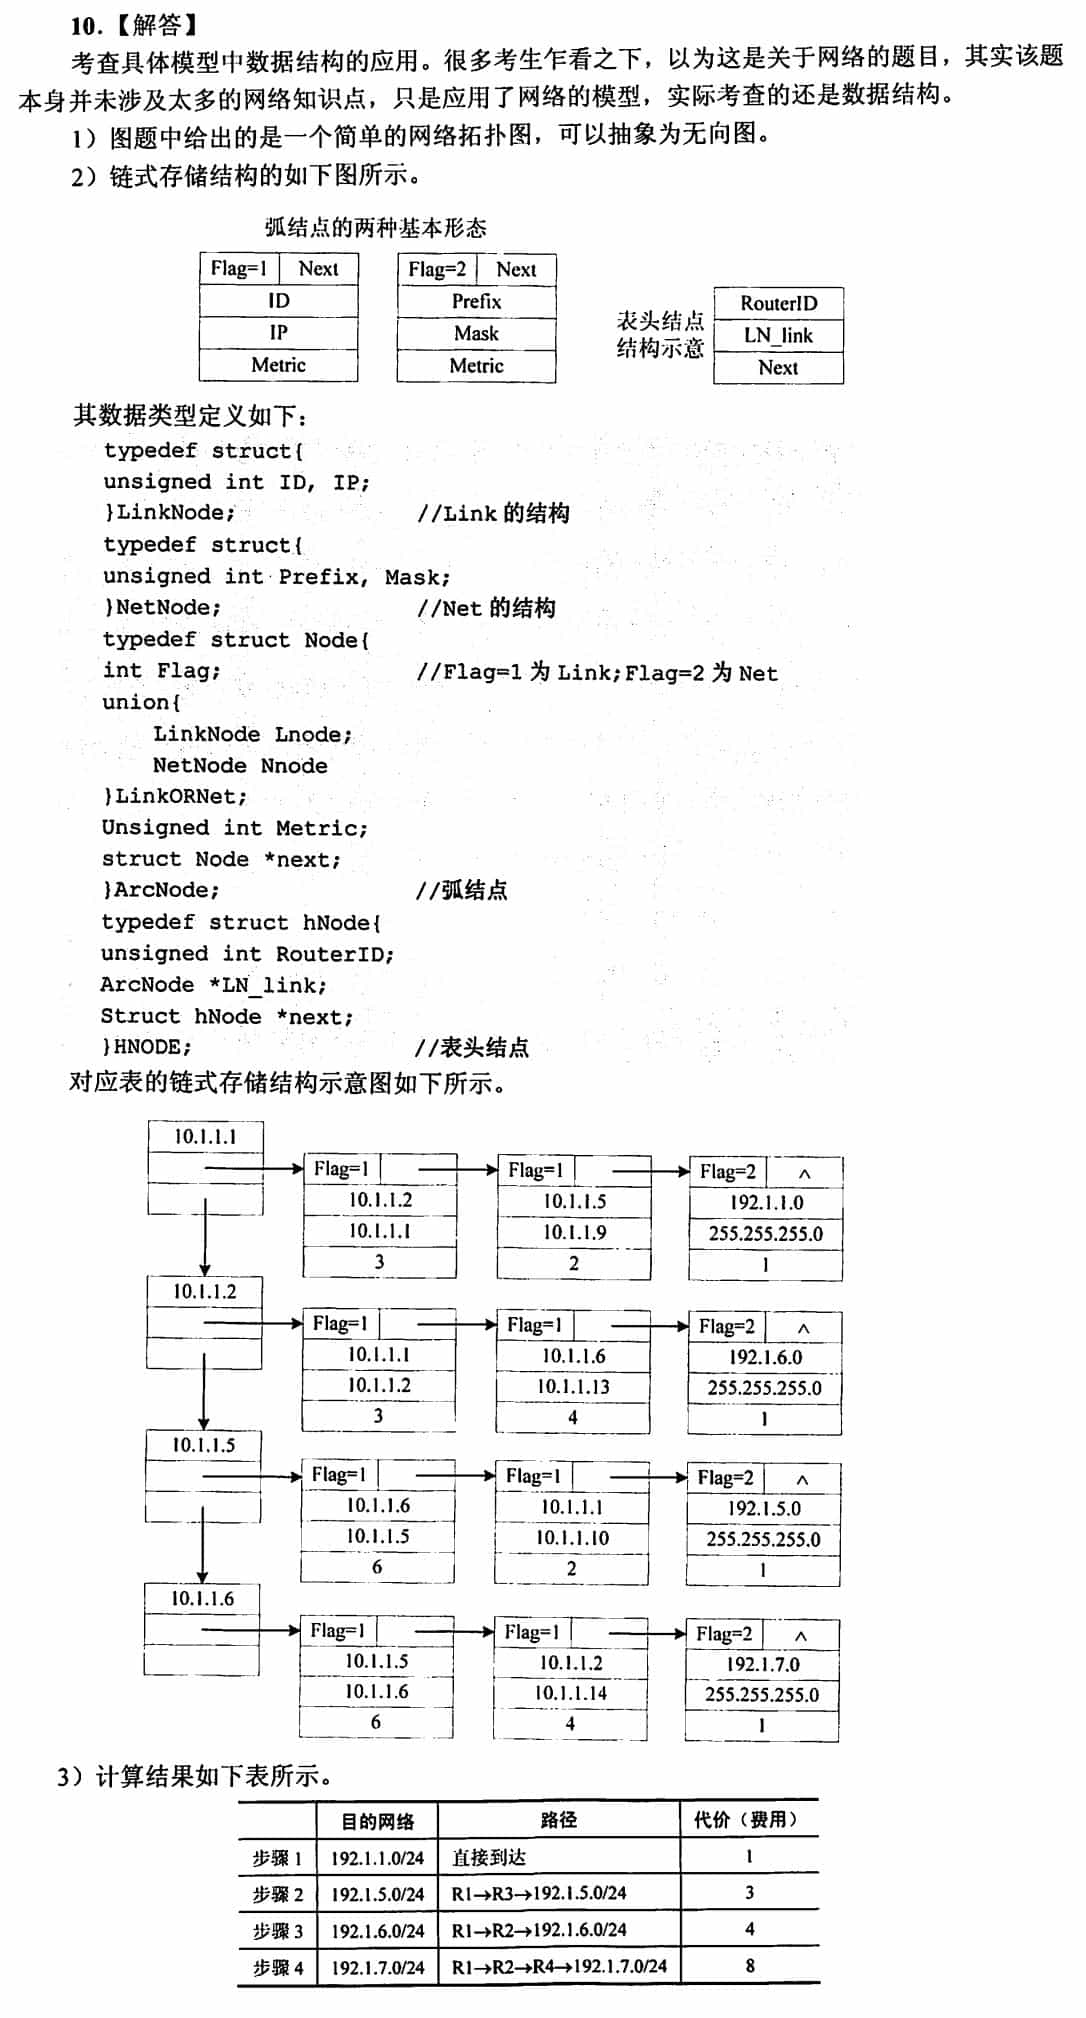 10.【解答】
考查具体模型中数据结构的应用。很多考生乍看之下，以为这是关于网络的题目，其实该题
本身并未涉及太多的网络知识点，只是应用了网络的模型，实际考查的还是数据结构。
1）图题中给出的是一个简单的网络拓扑图，可以抽象为无向图。
2）链式存储结构的如下图所示。
弧结点的两种基本形态
Flag=1 Next
ID
IP
Metric
Flag=2 Next
Prefix
Mask
Metric
表头结点
结构示意
RouterID
LN_link
Next
其数据类型定义如下：
typedef struct{
unsigned int ID, IP;
}LinkNode; //Link 的结构
typedef struct{
unsigned int Prefix, Mask;
}NetNode; //Net 的结构
typedef struct Node{
int Flag; //Flag=1 为 Link;Flag=2 为 Net
union{
LinkNode Lnode;
NetNode Nnode
}LinkORNet;
Unsigned int Metric;
struct Node *next;
}ArcNode; //弧结点
typedef struct hNode{
unsigned int RouterID;
ArcNode *LN_link;
Struct hNode *next;
}HNODE; //表头结点
对应表的链式存储结构示意图如下所示。
10.1.1.1
Flag=1 Flag=1 Flag=2 ∧
10.1.1.2 10.1.1.5 192.1.1.0
10.1.1.1 10.1.1.9 255.255.255.0
3 2 1
10.1.1.2
Flag=1 Flag=1 Flag=2 ∧
10.1.1.1 10.1.1.6 192.1.6.0
10.1.1.2 10.1.1.13 255.255.255.0
3 4 1
10.1.1.5
Flag=1 Flag=1 Flag=2 ∧
10.1.1.6 10.1.1.1 192.1.5.0
10.1.1.5 10.1.1.10 255.255.255.0
6 2 1
10.1.1.6
Flag=1 Flag=1 Flag=2 ∧
10.1.1.5 10.1.1.2 192.1.7.0
10.1.1.6 10.1.1.14 255.255.255.0
6 4 1
3）计算结果如下表所示。
目的网络 路径 代价（费用）
步骤 1 192.1.1.0/24 直接到达 1
步骤 2 192.1.5.0/24 R1→R3→192.1.5.0/24 3
步骤 3 192.1.6.0/24 R1→R2→192.1.6.0/24 4
步骤 4 192.1.7.0/24 R1→R2→R4→192.1.7.0/24 8